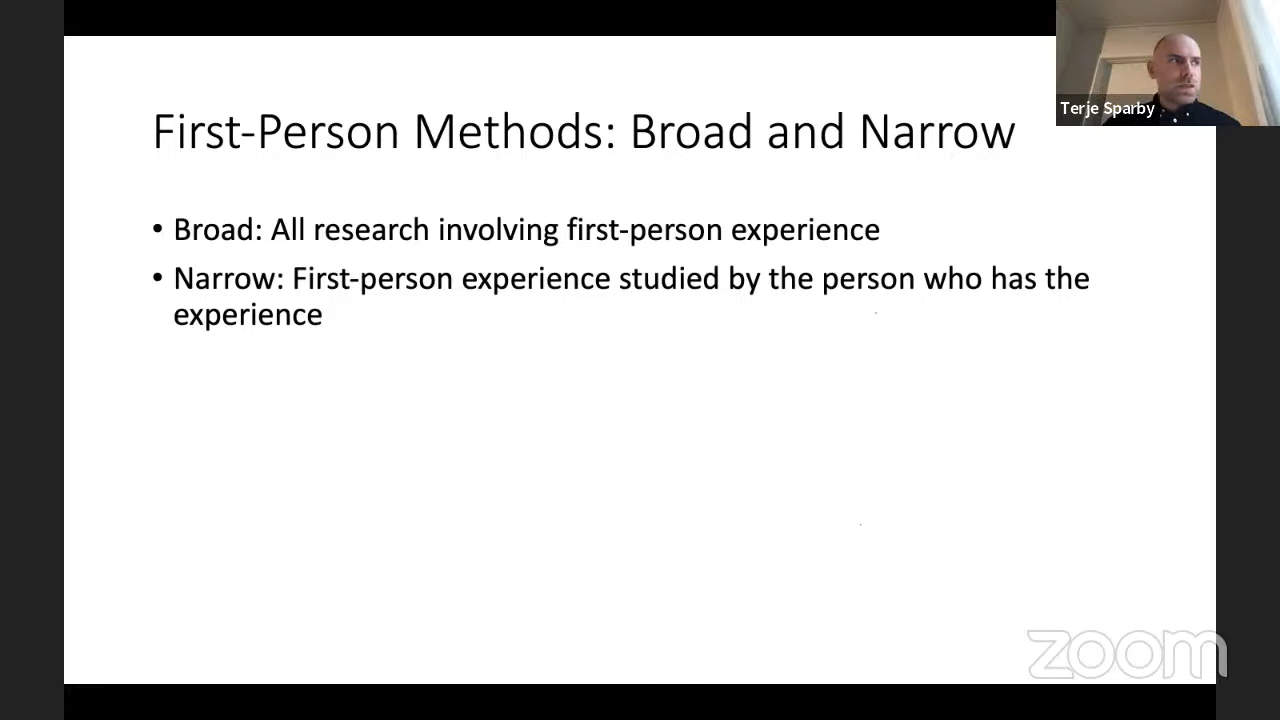 First-Person Methods: Broad and Narrow
• Broad: All research involving first-person experience
• Narrow: First-person experience studied by the person who has the
experience
Terje Sparby
zoom